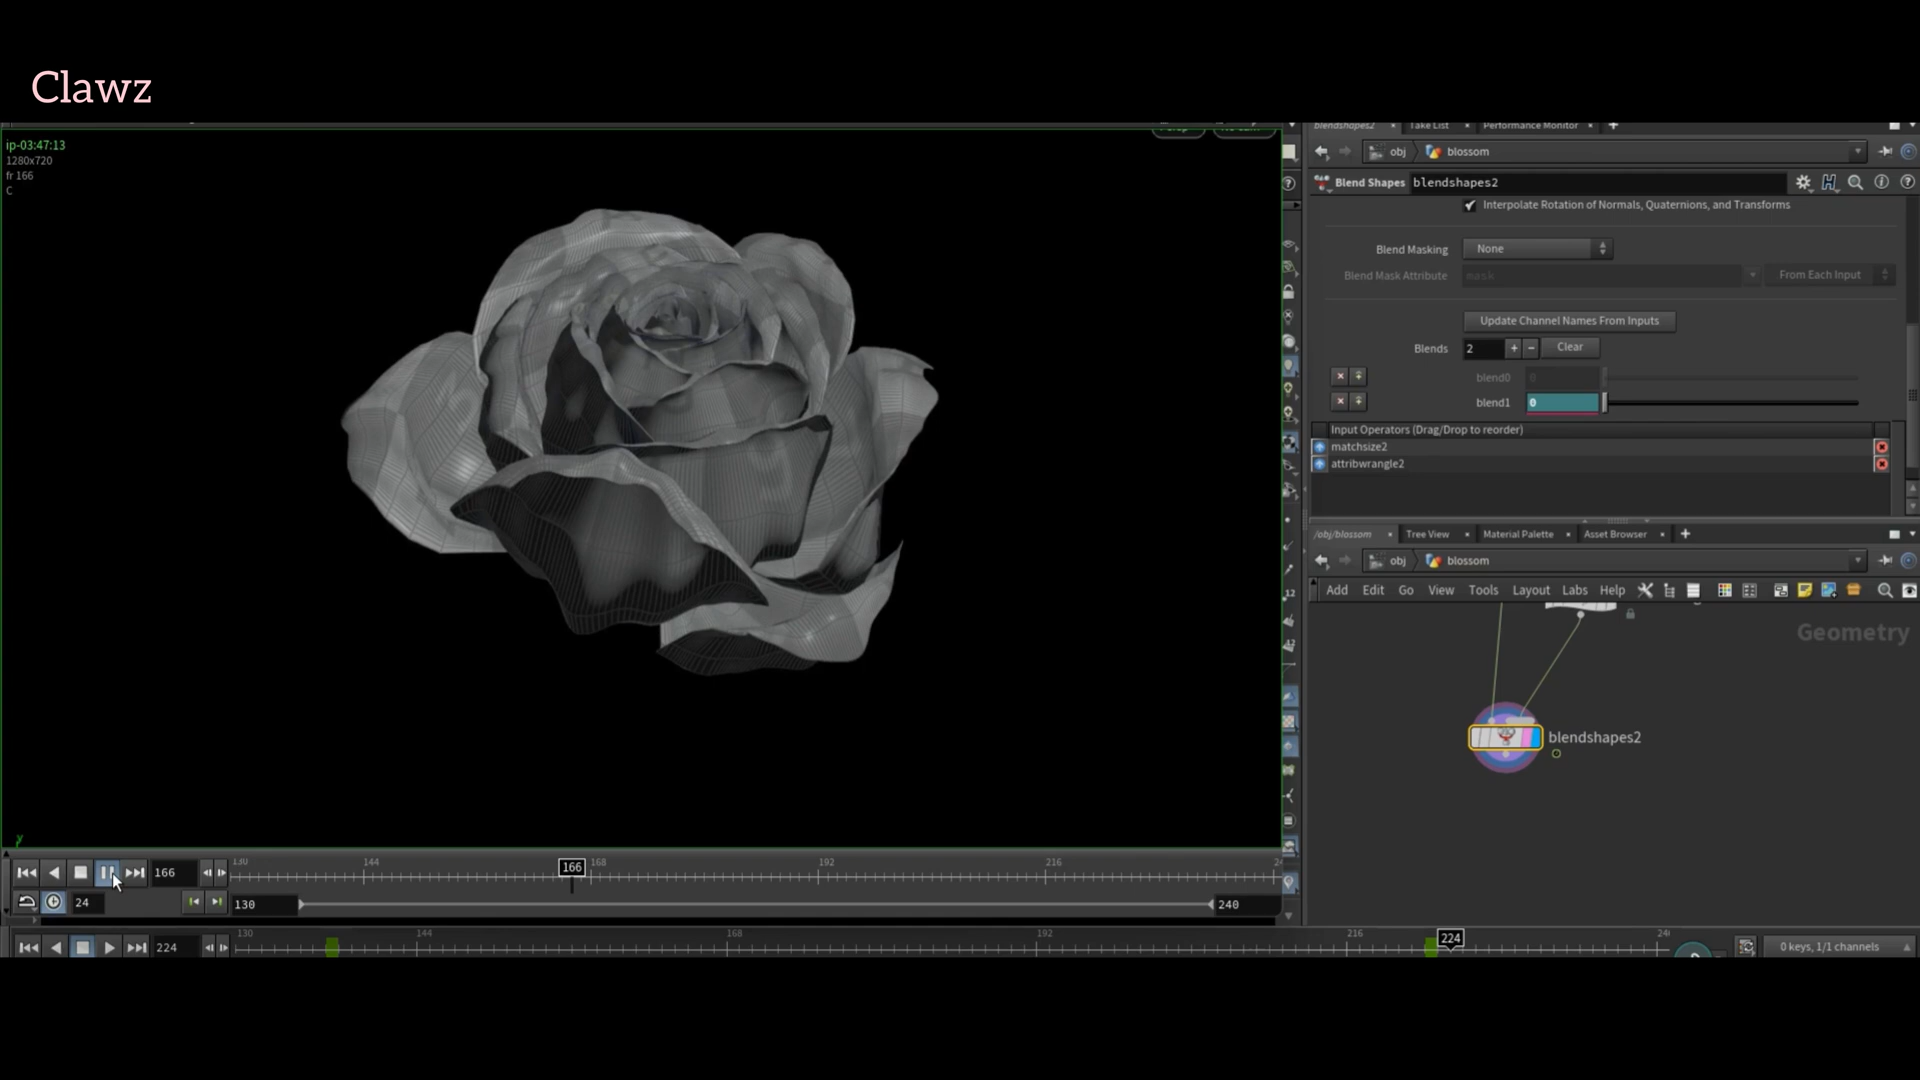 Clawz
ip-03:47:13
1280x720
fr 166
C
blendshapes2
Take List
Performance Monitor
obj
blossom
Blend Shapes
blendshapes2
Interpolate Rotation of Normals, Quaternions, and Transforms
Blend Masking
None
Blend Mask Attribute
mask
From Each Input
Update Channel Names From Inputs
Blends
2
Clear
blend0
0
blend1
0
Input Operators (Drag/Drop to reorder)
matchsize2
attribwrangle2
/obj/blossom
Tree View
Material Palette
Asset Browser
obj
blossom
Add
Edit
Go
View
Tools
Layout
Labs
Help
Geometry
blendshapes2
y
166
130
144
166
168
192
216
24
130
240
224
130
144
168
192
216
224
0 keys, 1/1 channels